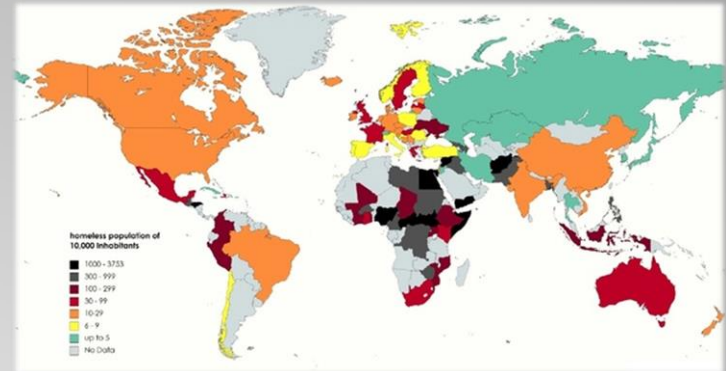 homeless population of
10,000 Inhabitants
1000 - 3753
300 - 999
100 - 299
30 - 99
10-29
6 - 9
up to 5
No Data